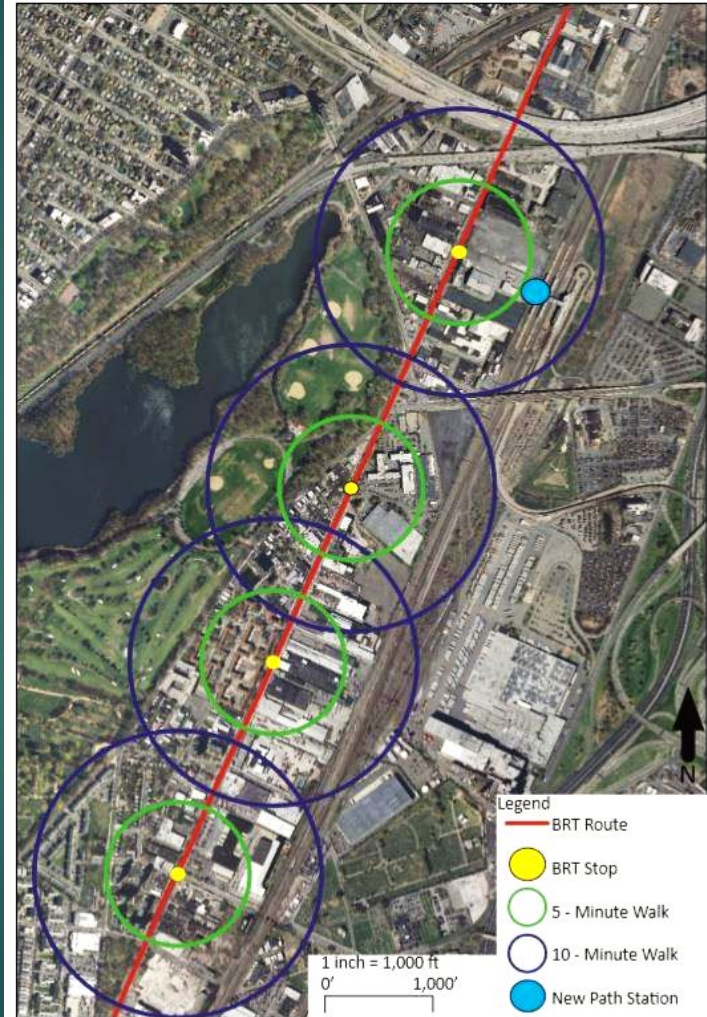 N
Legend
BRT Route
BRT Stop
5 - Minute Walk
10 - Minute Walk
New Path Station
1 inch = 1,000 ft
0' 1,000'